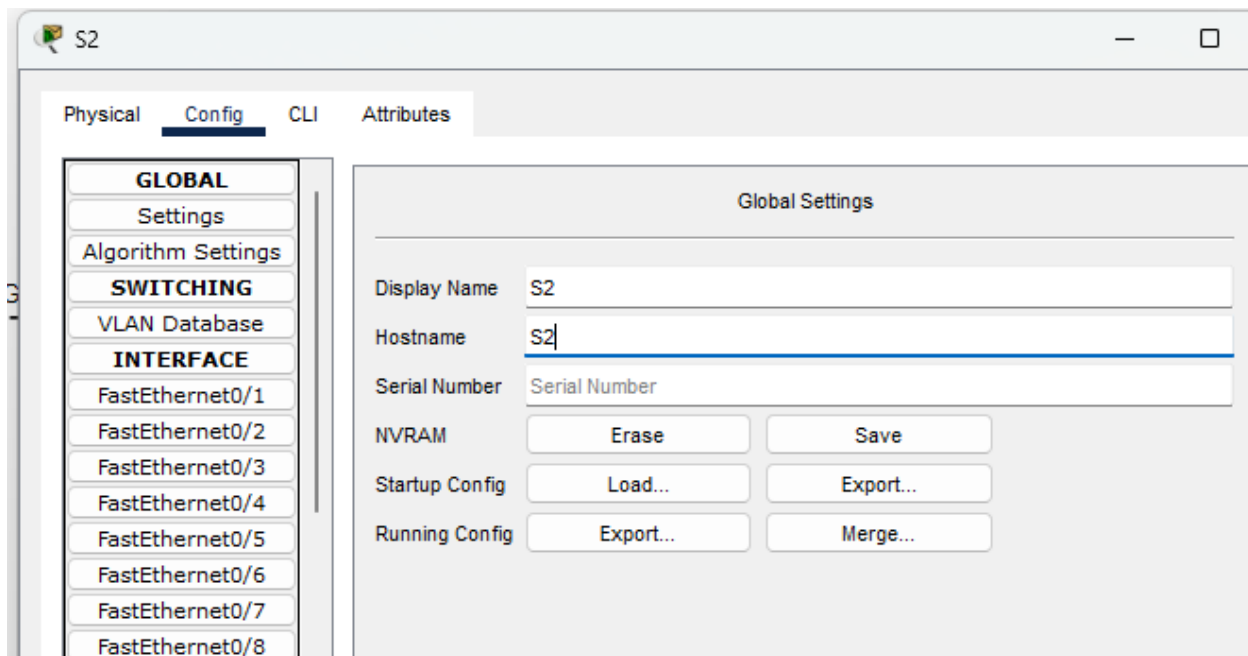 S2
Physical Config CLI Attributes
GLOBAL
Settings
Algorithm Settings
SWITCHING
VLAN Database
INTERFACE
FastEthernet0/1
FastEthernet0/2
FastEthernet0/3
FastEthernet0/4
FastEthernet0/5
FastEthernet0/6
FastEthernet0/7
FastEthernet0/8
Global Settings
Display Name S2
Hostname S2
Serial Number Serial Number
NVRAM Erase Save
Startup Config Load... Export...
Running Config Export... Merge...